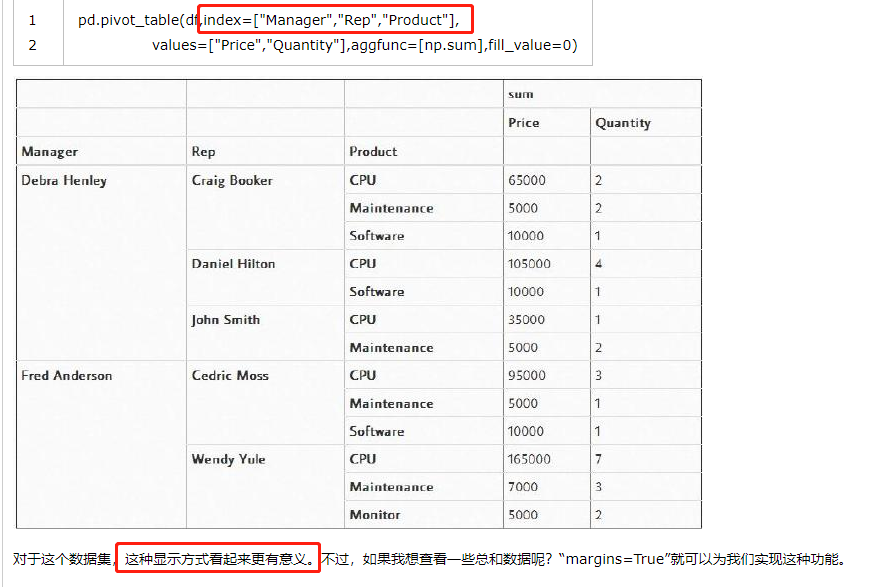 1 pd.pivot_table(df,index=["Manager","Rep","Product"],
2 values=["Price","Quantity"],aggfunc=[np.sum],fill_value=0)
sum
Price Quantity
Manager Rep Product
Debra Henley Craig Booker CPU 65000 2
Maintenance 5000 2
Software 10000 1
Daniel Hilton CPU 105000 4
Software 10000 1
John Smith CPU 35000 1
Maintenance 5000 2
Fred Anderson Cedric Moss CPU 95000 3
Maintenance 5000 1
Software 10000 1
Wendy Yule CPU 165000 7
Maintenance 7000 3
Monitor 5000 2
对于这个数据集，这种显示方式看起来更有意义。不过，如果我想查看一些总和数据呢？“margins=True”就可以为我们实现这种功能。